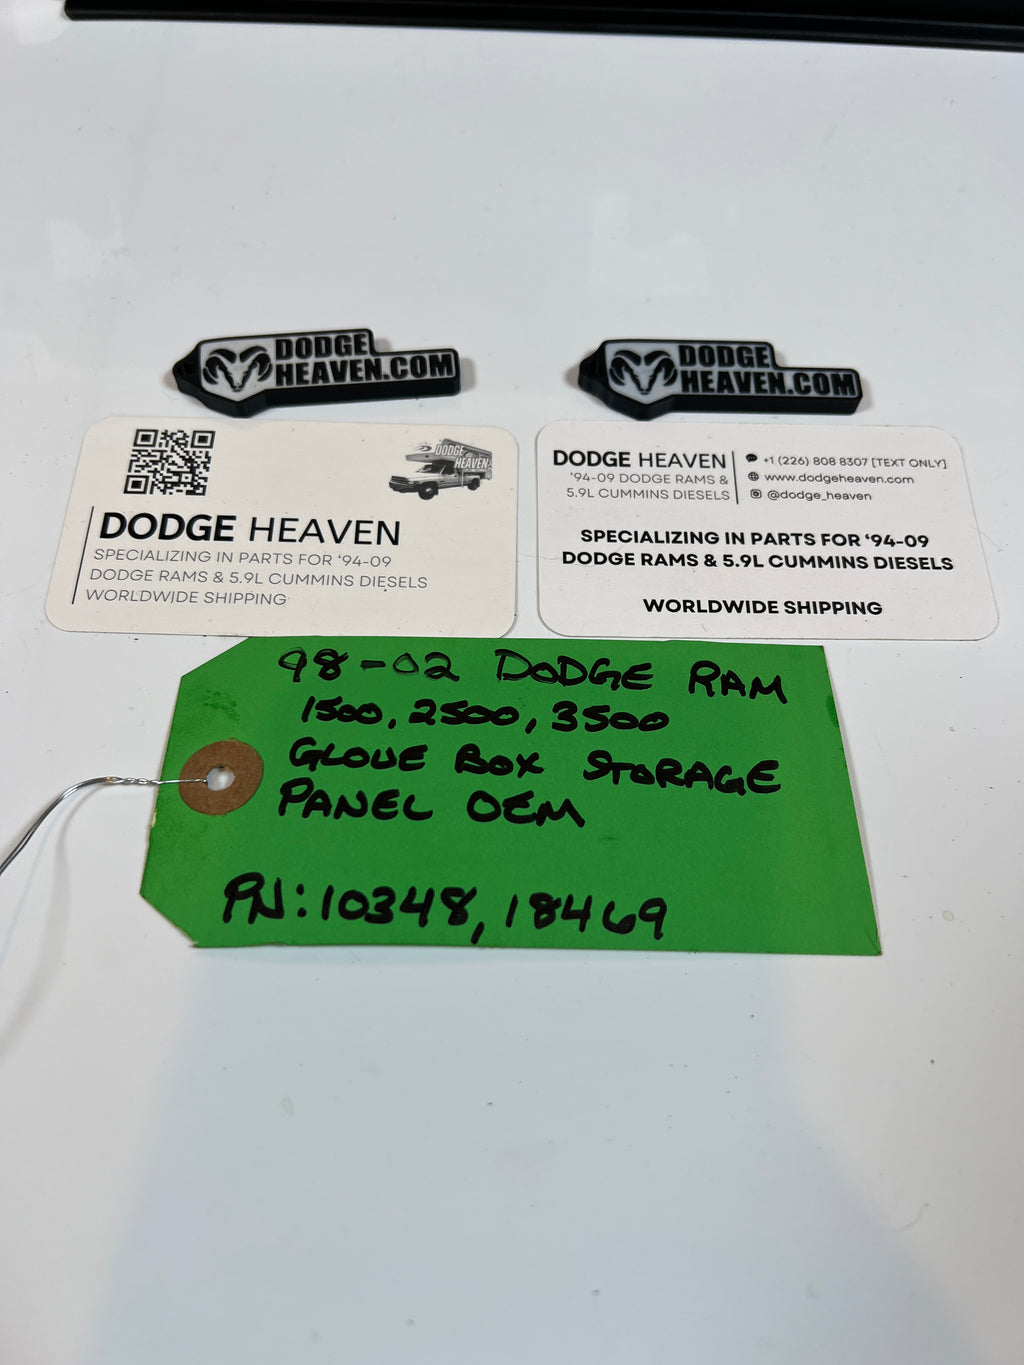 DODGE
HEAVEN.COM
DODGE
HEAVEN.COM
DODGE
HEAVEN
DODGE HEAVEN
SPECIALIZING IN PARTS FOR ‘94-09
DODGE RAMS & 5.9L CUMMINS DIESELS
WORLDWIDE SHIPPING
DODGE HEAVEN
‘94-09 DODGE RAMS &
5.9L CUMMINS DIESELS
+1 (226) 808 8307 [TEXT ONLY]
www.dodgeheaven.com
@dodge_heaven
SPECIALIZING IN PARTS FOR ‘94-09
DODGE RAMS & 5.9L CUMMINS DIESELS
WORLDWIDE SHIPPING
98-02 DODGE RAM
1500, 2500, 3500
GLOVE BOX STORAGE
PANEL OEM
PN: 10348, 18469